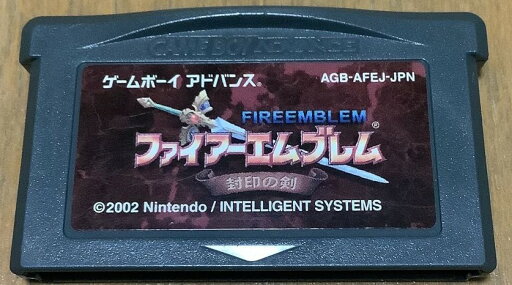 GAME BOY ADVANCE
ゲームボーイ アドバンス® AGB-AFEJ-JPN
FIREEMBLEM
ファイアーエムブレム®
封印の剣
©2002 Nintendo / INTELLIGENT SYSTEMS